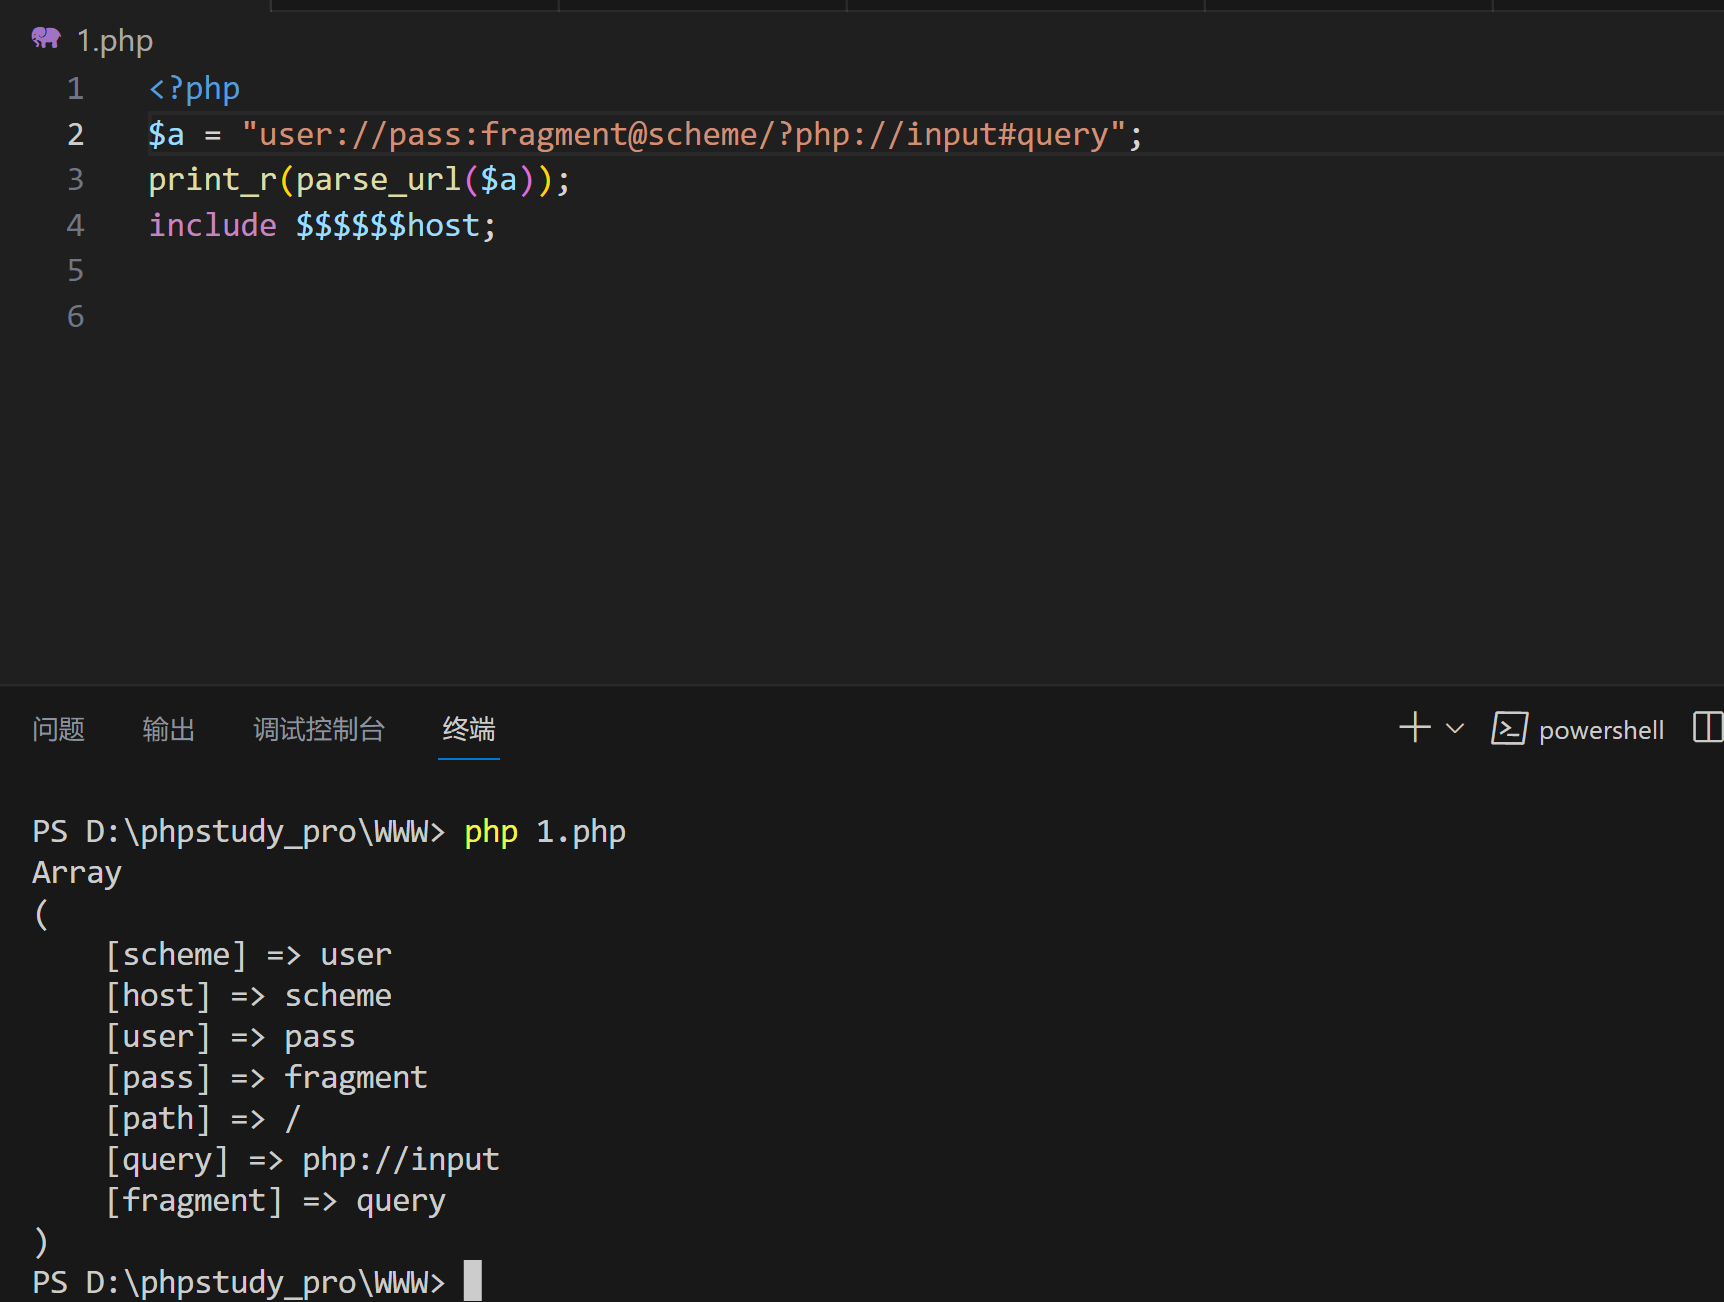 1.php
1 <?php
2 $a = "user://pass:fragment@scheme/?php://input#query";
3 print_r(parse_url($a));
4 include $$$$$$host;
5
6
问题 输出 调试控制台 终端 powershell
PS D:\phpstudy_pro\WWW> php 1.php
Array
(
    [scheme] => user
    [host] => scheme
    [user] => pass
    [pass] => fragment
    [path] => /
    [query] => php://input
    [fragment] => query
)
PS D:\phpstudy_pro\WWW>